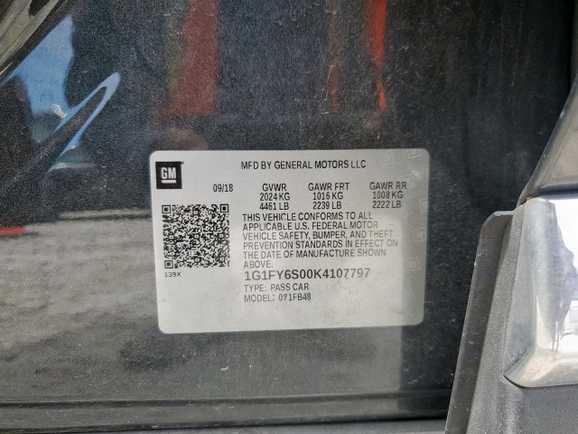 GM
MFD BY GENERAL MOTORS LLC
09/18 GVWR GAWR FRT GAWR RR
2024 KG 1016 KG 1008 KG
4461 LB 2239 LB 2222 LB
THIS VEHICLE CONFORMS TO ALL
APPLICABLE U.S. FEDERAL MOTOR
VEHICLE SAFETY, BUMPER, AND THEFT
PREVENTION STANDARDS IN EFFECT ON
THE DATE OF MANUFACTURE SHOWN
ABOVE.
139X
1G1FY6S00K4107797
TYPE: PASS CAR
MODEL: 071FB48